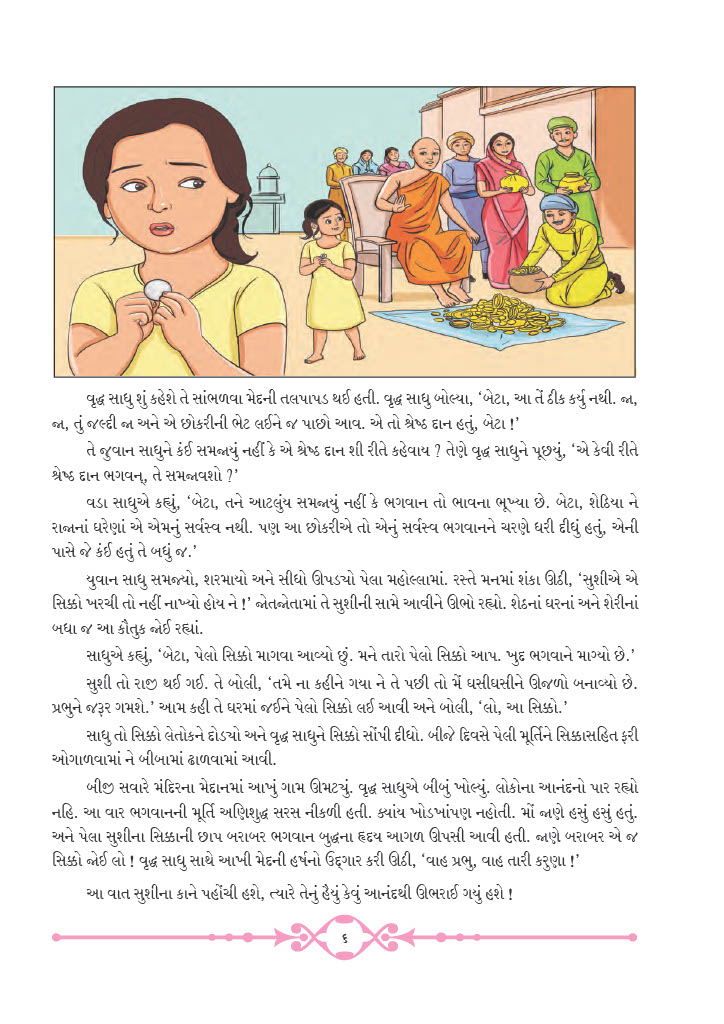 વૃદ્ધ સાધુ શું કહેશે તે સાંભળવા મેદની તલપાપડ થઈ હતી. વૃદ્ધ સાધુ બોલ્યા, ‘બેટા, આ તેં ઠીક કર્યું નથી. જા,
જા, તું જલ્દી જા અને એ છોકરીની ભેટ લઈને જ પાછો આવ. એ તો શ્રેષ્ઠ દાન હતું, બેટા !’
તે જુવાન સાધુને કંઈ સમજાયું નહીં કે એ શ્રેષ્ઠ દાન શી રીતે કહેવાય ? તેણે વૃદ્ધ સાધુને પૂછયું, ‘એ કેવી રીતે
શ્રેષ્ઠ દાન ભગવન્, તે સમજાવશો ?’
વડા સાધુએ કહ્યું, ‘બેટા, તને આટલુંય સમજાયું નહીં કે ભગવાન તો ભાવના ભૂખ્યા છે. બેટા, શેઠિયા ને
રાજાનાં ઘરેણાં એ એમનું સર્વસ્વ નથી. પણ આ છોકરીએ તો એનું સર્વસ્વ ભગવાનને ચરણે ધરી દીધું હતું, એની
પાસે જે કંઈ હતું તે બધું જ.’
યુવાન સાધુ સમજ્યો, શરમાયો અને સીધો ઊપડ્યો પેલા મહોલ્લામાં. રસ્તે મનમાં શંકા ઊઠી, ‘સુશીએ એ
સિક્કો ખરચી તો નહીં નાખ્યો હોય ને !’ જોતજોતામાં તે સુશીની સામે આવીને ઊભો રહ્યો. શેઠનાં ઘરનાં અને શેરીનાં
બધા જ આ કૌતુક જોઈ રહ્યાં.
સાધુએ કહ્યું, ‘બેટા, પેલો સિક્કો માગવા આવ્યો છું. મને તારો પેલો સિક્કો આપ. ખુદ ભગવાને માગ્યો છે.’
સુશી તો રાજી થઈ ગઈ. તે બોલી, ‘તમે ના કહીને ગયા ને તે પછી તો મેં ઘસીઘસીને ઊજળો બનાવ્યો છે.
પ્રભુને જરૂર ગમશે.’ આમ કહી તે ઘરમાં જઈને પેલો સિક્કો લઈ આવી અને બોલી, ‘લો, આ સિક્કો.’
સાધુ તો સિક્કો લેતોકને દોડ્યો અને વૃદ્ધ સાધુને સિક્કો સોંપી દીધો. બીજે દિવસે પેલી મૂર્તિને સિક્કાસહિત ફરી
ઓગાળવામાં ને બીબામાં ઢાળવામાં આવી.
બીજી સવારે મંદિરના મેદાનમાં આખું ગામ ઊમટયું. વૃદ્ધ સાધુએ બીબું ખોલ્યું. લોકોના આનંદનો પાર રહ્યો
નહિ. આ વાર ભગવાનની મૂર્તિ અણિશુદ્ધ સરસ નીકળી હતી. ક્યાંય ખોડખાંપણ નહોતી. મોં જાણે હસું હસું હતું.
અને પેલા સુશીના સિક્કાની છાપ બરાબર ભગવાન બુદ્ધના હૃદય આગળ ઊપસી આવી હતી. જાણે બરાબર એ જ
સિક્કો જોઈ લો ! વૃદ્ધ સાધુ સાથે આખી મેદની હર્ષનો ઉદ્દ્ગાર કરી ઊઠી, ‘વાહ પ્રભુ, વાહ તારી કરુણા !’
આ વાત સુશીના કાને પહોંચી હશે, ત્યારે તેનું હૈયું કેવું આનંદથી ઊભરાઈ ગયું હશે !
૬